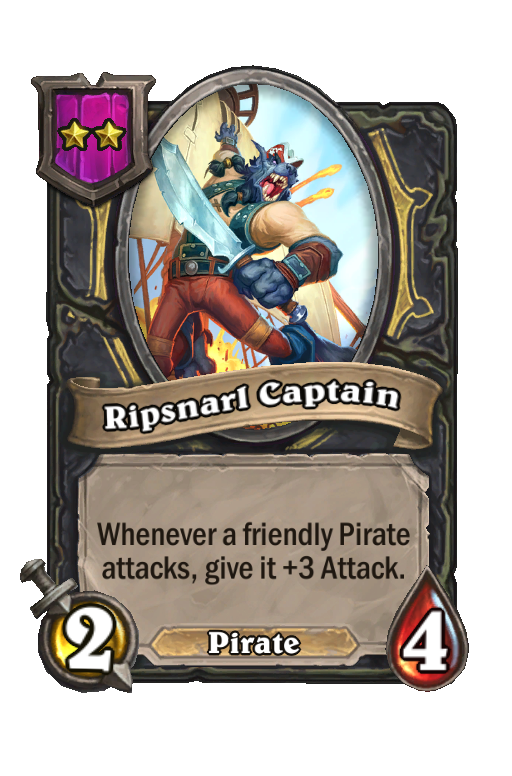 Ripsnarl Captain
Whenever a friendly Pirate
attacks, give it +3 Attack.
2
Pirate
4